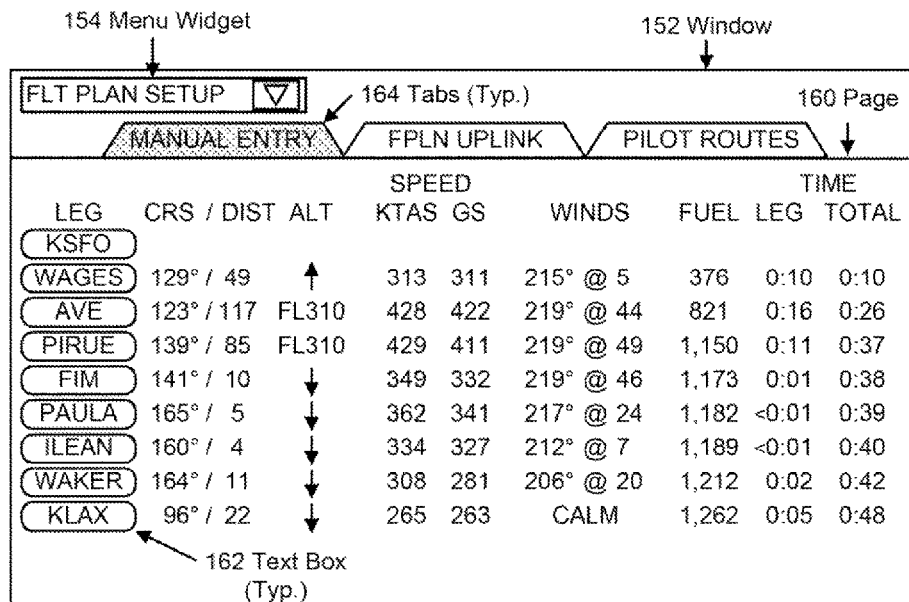 154 Menu Widget
152 Window
FLT PLAN SETUP
164 Tabs (Typ.)
160 Page
MANUAL ENTRY FPLN UPLINK PILOT ROUTES
SPEED TIME
LEG CRS / DIST ALT KTAS GS WINDS FUEL LEG TOTAL
KSFO
WAGES 129° / 49 ↑ 313 311 215° @ 5 376 0:10 0:10
AVE 123° / 117 FL310 428 422 219° @ 44 821 0:16 0:26
PIRUE 139° / 85 FL310 429 411 219° @ 49 1,150 0:11 0:37
FIM 141° / 10 ↓ 349 332 219° @ 46 1,173 0:01 0:38
PAULA 165° / 5 ↓ 362 341 217° @ 24 1,182 <0:01 0:39
ILEAN 160° / 4 ↓ 334 327 212° @ 7 1,189 <0:01 0:40
WAKER 164° / 11 ↓ 308 281 206° @ 20 1,212 0:02 0:42
KLAX 96° / 22 ↓ 265 263 CALM 1,262 0:05 0:48
162 Text Box
(Typ.)